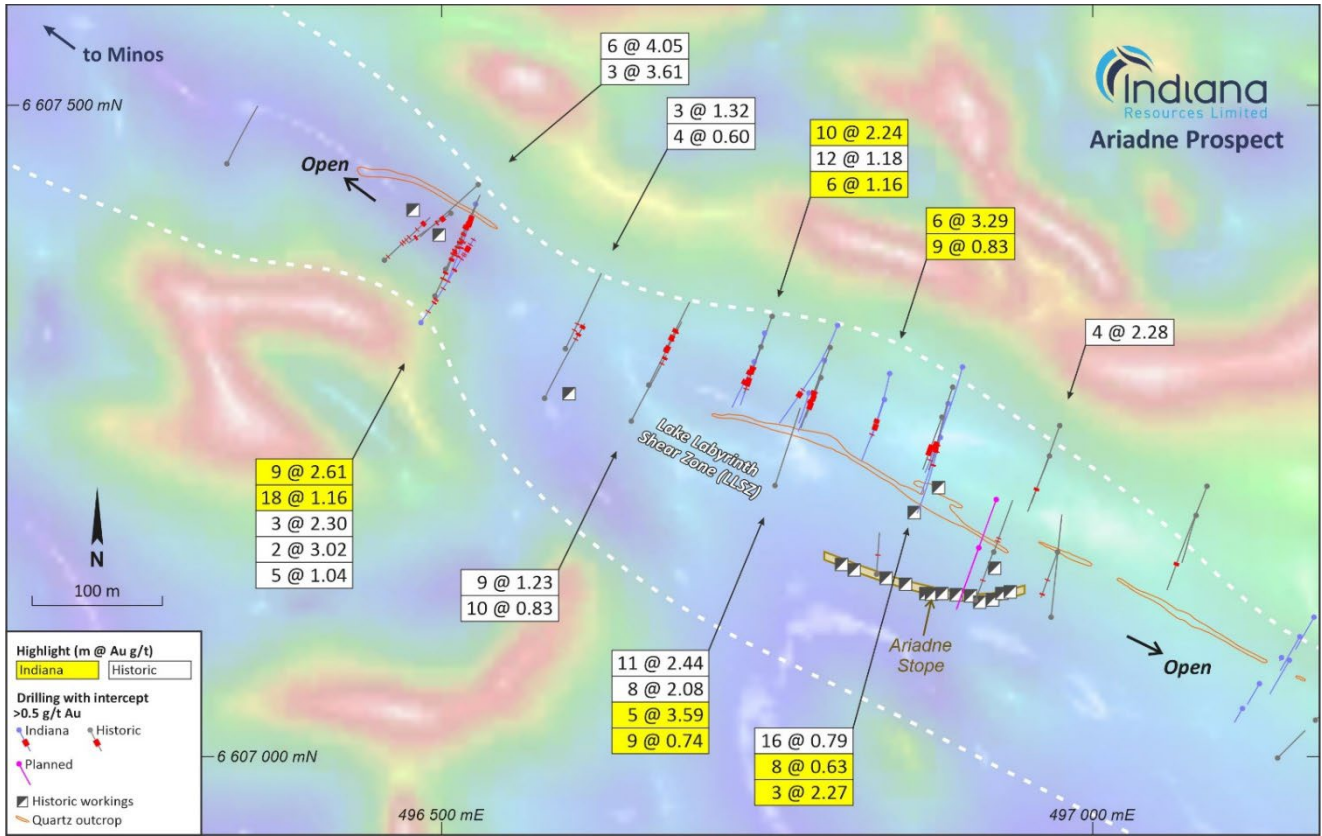 to Minos
6 607 500 mN
Indiana
Resources Limited
Ariadne Prospect
6 @ 4.05
3 @ 3.61
3 @ 1.32
4 @ 0.60
10 @ 2.24
12 @ 1.18
6 @ 1.16
6 @ 3.29
9 @ 0.83
4 @ 2.28
Open
Lake Labyrinth
Shear Zone (LLSZ)
9 @ 2.61
18 @ 1.16
3 @ 2.30
2 @ 3.02
5 @ 1.04
N
100 m
9 @ 1.23
10 @ 0.83
11 @ 2.44
8 @ 2.08
5 @ 3.59
9 @ 0.74
16 @ 0.79
8 @ 0.63
3 @ 2.27
Ariadne
Stope
Open
Highlight (m @ Au g/t)
Indiana Historic
Drilling with intercept
>0.5 g/t Au
Indiana Historic
Planned
Historic workings
Quartz outcrop
6 607 000 mN
496 500 mE
497 000 mE